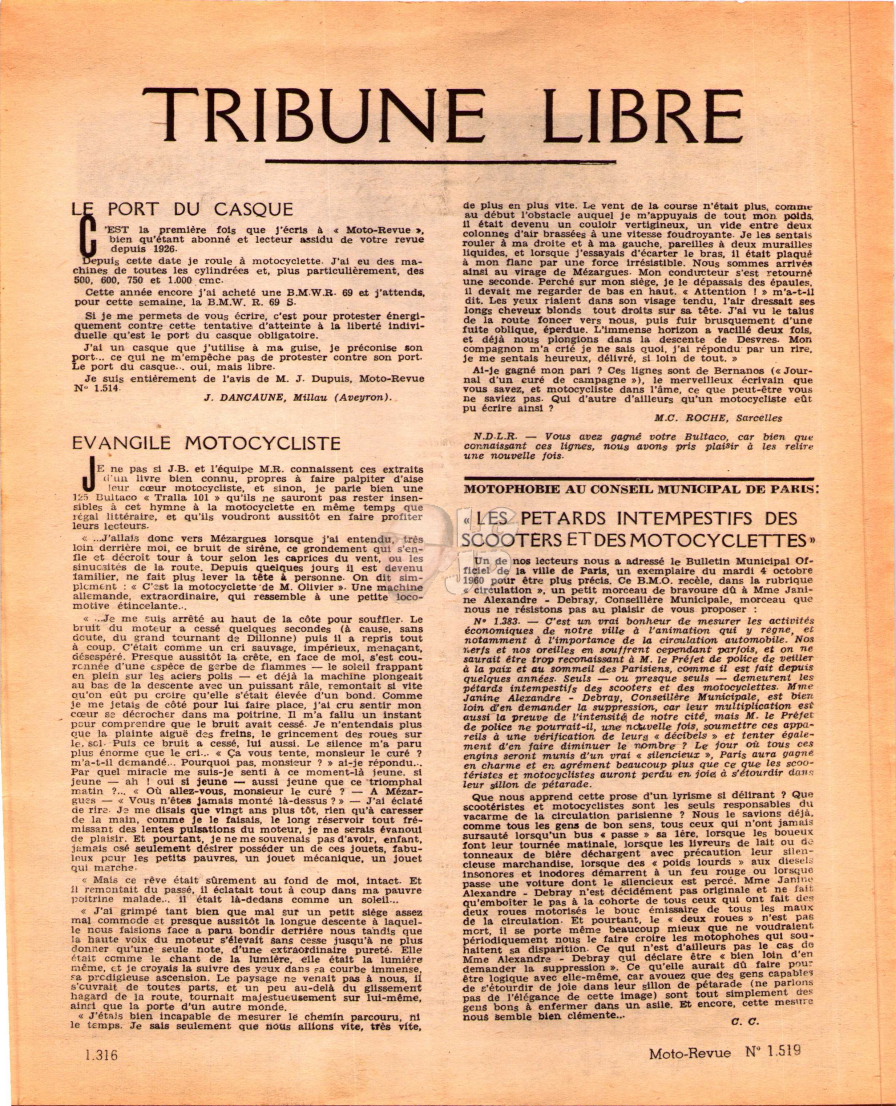 TRIBUNE LIBRE
LE PORT DU CASQUE
C'EST la première fois que j'écris à « Moto-Revue »,
bien qu'étant abonné et lecteur assidu de votre revue
depuis 1926.
Depuis cette date je roule à motocyclette. J'ai eu des ma-
chines de toutes les cylindrées et, plus particulièrement, des
500, 600, 750 et 1.000 cmc.
Cette année encore j'ai acheté une B.M.W.R. 69 et j'attends,
pour cette semaine, la B.M.W. R. 69 S.
Si je me permets de vous écrire, c'est pour protester énergi-
quement contre cette tentative d'atteinte à la liberté indivi-
duelle qu'est le port du casque obligatoire.
J'ai un casque que j'utilise à ma guise, je préconise son
port... ce qui ne m'empêche pas de protester contre son port.
Le port du casque... oui, mais libre.
Je suis entièrement de l'avis de M. J. Dupuis, Moto-Revue
N° 1.514.
J. DANCAUNE, Millau (Aveyron).
EVANGILE MOTOCYCLISTE
JE ne pas si J.B. et l'équipe M.R. connaissent ces extraits
d'un livre bien connu, propres à faire palpiter d'aise
leur cœur motocycliste, et sinon, je parie bien une
125 Bultaco « Tralla 101 » qu'ils ne sauront pas rester insen-
sibles à cet hymne à la motocyclette en même temps que
régal littéraire, et qu'ils voudront aussitôt en faire profiter
leurs lecteurs.
« ...J'allais donc vers Mézargues lorsque j'ai entendu, très
loin derrière moi, ce bruit de sirène, ce grondement qui s'en-
fle et décroît tour à tour selon les caprices du vent, ou les
sinuosités de la route. Depuis quelques jours il est devenu
familier, ne fait plus lever la tête à personne. On dit sim-
plement : « C'est la motocyclette de M. Olivier ». Une machine
allemande, extraordinaire, qui ressemble à une petite loco-
motive étincelante...
« ...Je me suis arrêté au haut de la côte pour souffler. Le
bruit du moteur a cessé quelques secondes (à cause, sans
doute, du grand tournant de Dillonne) puis il a repris tout
à coup. C'était comme un cri sauvage, impérieux, menaçant,
désespéré. Presque aussitôt la crête, en face de moi, s'est cou-
ronnée d'une espèce de gerbe de flammes — le soleil frappant
en plein sur les aciers polis — et déjà la machine plongeait
au bas de la descente avec un puissant râle, remontait si vite
qu'on eût pu croire qu'elle s'était élevée d'un bond. Comme
je me jetais de côté pour lui faire place, j'ai cru sentir mon
cœur se décrocher dans ma poitrine. Il m'a fallu un instant
pour comprendre que le bruit avait cessé. Je n'entendais plus
que la plainte aiguë des freins, le grincement des roues sur
le sol. Puis ce bruit a cessé, lui aussi. Le silence m'a paru
plus énorme que le cri... « Ça vous tente, monsieur le curé ?
m'a-t-il demandé... Pourquoi pas, monsieur ? » ai-je répondu...
Par quel miracle me suis-je senti à ce moment-là jeune, si
jeune — ah ! oui si jeune — aussi jeune que ce triomphal
matin ?... « Où allez-vous, monsieur le curé ? — A Mézar-
gues — « Vous n'êtes jamais monté là-dessus ? » — J'ai éclaté
de rire. Je me disais que vingt ans plus tôt, rien qu'à caresser
de la main, comme je le faisais, le long réservoir tout fré-
missant des lentes pulsations du moteur, je me serais évanoui
de plaisir. Et pourtant, je ne me souvenais pas d'avoir, enfant,
jamais osé seulement désirer posséder un de ces jouets, fabu-
leux pour les petits pauvres, un jouet mécanique, un jouet
qui marche.
« Mais ce rêve était sûrement au fond de moi, intact. Et
il remontait du passé, il éclatait tout à coup dans ma pauvre
poitrine malade... il était là-dedans comme un soleil...
« J'ai grimpé tant bien que mal sur un petit siège assez
mal commode et presque aussitôt la longue descente à laquel-
le nous faisions face a paru bondir derrière nous tandis que
la haute voix du moteur s'élevait sans cesse jusqu'à ne plus
donner qu'une seule note, d'une extraordinaire pureté. Elle
était comme le chant de la lumière, elle était la lumière
même, et je croyais la suivre des yeux dans sa courbe immense,
sa prodigieuse ascension. Le paysage ne venait pas à nous, il
s'ouvrait de toutes parts, et un peu au-delà du glissement
hagard de la route, tournait majestueusement sur lui-même,
ainsi que la porte d'un autre monde.
« J'étais bien incapable de mesurer le chemin parcouru, ni
le temps. Je sais seulement que nous allions vite, très vite,
de plus en plus vite. Le vent de la course n'était plus, comme
au début l'obstacle auquel je m'appuyais de tout mon poids,
il était devenu un couloir vertigineux, un vide entre deux
colonnes d'air brassées à une vitesse foudroyante. Je les sentais
rouler à ma droite et à ma gauche, pareilles à deux murailles
liquides, et lorsque j'essayais d'écarter le bras, il était plaqué
à mon flanc par une force irrésistible. Nous sommes arrivés
ainsi au virage de Mézargues. Mon conducteur s'est retourné
une seconde. Perché sur mon siège, je le dépassais des épaules,
il devait me regarder de bas en haut. « Attention ! » m'a-t-il
dit. Les yeux riaient dans son visage tendu, l'air dressait ses
longs cheveux blonds tout droits sur sa tête. J'ai vu le talus
de la route foncer vers nous, puis fuir brusquement d'une
fuite oblique, éperdue. L'immense horizon a vacillé deux fois,
et déjà nous plongions dans la descente de Desvres. Mon
compagnon m'a crié je ne sais quoi, j'ai répondu par un rire,
je me sentais heureux, délivré, si loin de tout. »
Ai-je gagné mon pari ? Ces lignes sont de Bernanos (« Jour-
nal d'un curé de campagne »), le merveilleux écrivain que
vous savez, et motocycliste dans l'âme, ce que peut-être vous
ne saviez pas. Qui d'autre d'ailleurs qu'un motocycliste eût
pu écrire ainsi ?
M.C. ROCHE, Sarcelles
N.D.L.R. — Vous avez gagné votre Bultaco, car bien que
connaissant ces lignes, nous avons pris plaisir à les relire
une nouvelle fois.
MOTOPHOBIE AU CONSEIL MUNICIPAL DE PARIS:
« LES PETARDS INTEMPESTIFS DES
SCOOTERS ET DES MOTOCYCLETTES »
Un de nos lecteurs nous a adressé le Bulletin Municipal Of-
ficiel de la ville de Paris, un exemplaire du mardi 4 octobre
1960 pour être plus précis. Ce B.M.O. recèle, dans la rubrique
« circulation », un petit morceau de bravoure dû à Mme Jani-
ne Alexandre - Debray, Conseillère Municipale, morceau que
nous ne résistons pas au plaisir de vous proposer :
N° 1.383. — C'est un vrai bonheur de mesurer les activités
économiques de notre ville à l'animation qui y règne, et
notamment à l'importance de la circulation automobile. Nos
nerfs et nos oreilles en souffrent cependant parfois, et on ne
saurait être trop reconaissant à M. le Préfet de police de veiller
à la paix et au sommeil des Parisiens, comme il est fait depuis
quelques années. Seuls — ou presque seuls — demeurent les
pétards intempestifs des scooters et des motocyclettes. Mme
Janine Alexandre - Debray, Conseillère Municipale, est bien
loin d'en demander la suppression, car leur multiplication est
aussi la preuve de l'intensité de notre cité, mais M. le Préfet
de police ne pourrait-il, une nouvelle fois, soumettre ces appa-
reils à une vérification de leurs « décibels » et tenter égale-
ment d'en faire diminuer le nombre ? Le jour où tous ces
engins seront munis d'un vrai « silencieux », Paris aura gagné
en charme et en agrément beaucoup plus que ce que les scoo-
téristes et motocyclistes auront perdu en joie à s'étourdir dans
leur sillon de pétarade.
Que nous apprend cette prose d'un lyrisme si délirant ? Que
scootéristes et motocyclistes sont les seuls responsables du
vacarme de la circulation parisienne ? Nous le savions déjà,
comme tous les gens de bon sens, tous ceux qui n'ont jamais
sursauté lorsqu'un bus « passe » sa 1ère, lorsque les boueux
font leur tournée matinale, lorsque les livreurs de lait ou de
tonneaux de bière déchargent avec précaution leur silen-
cieuse marchandise, lorsque des « poids lourds » aux diesels
insonores et inodores démarrent à un feu rouge ou lorsque
passe une voiture dont le silencieux est percé. Mme Janine
Alexandre - Debray n'est décidément pas originale et ne fait
qu'emboîter le pas à la cohorte de tous ceux qui ont fait des
deux roues motorisés le bouc émissaire de tous les maux
de la circulation. Et pourtant, le « deux roues » n'est pas
mort, il se porte même beaucoup mieux que ne voudraient
périodiquement nous le faire croire les motophobes qui sou-
haitent sa disparition. Ce qui n'est d'ailleurs pas le cas de
Mme Alexandre - Debray qui déclare être « bien loin d'en
demander la suppression ». Ce qu'elle aurait dû faire pour
être logique avec elle-même, car avouez que des gens capables
de s'étourdir de joie dans leur sillon de pétarade (ne parlons
pas de l'élégance de cette image) sont tout simplement des
gens bons à enfermer dans un asile. Et encore, cette mesure
nous semble bien clémente...
C. C.
1.316
Moto-Revue N° 1.519